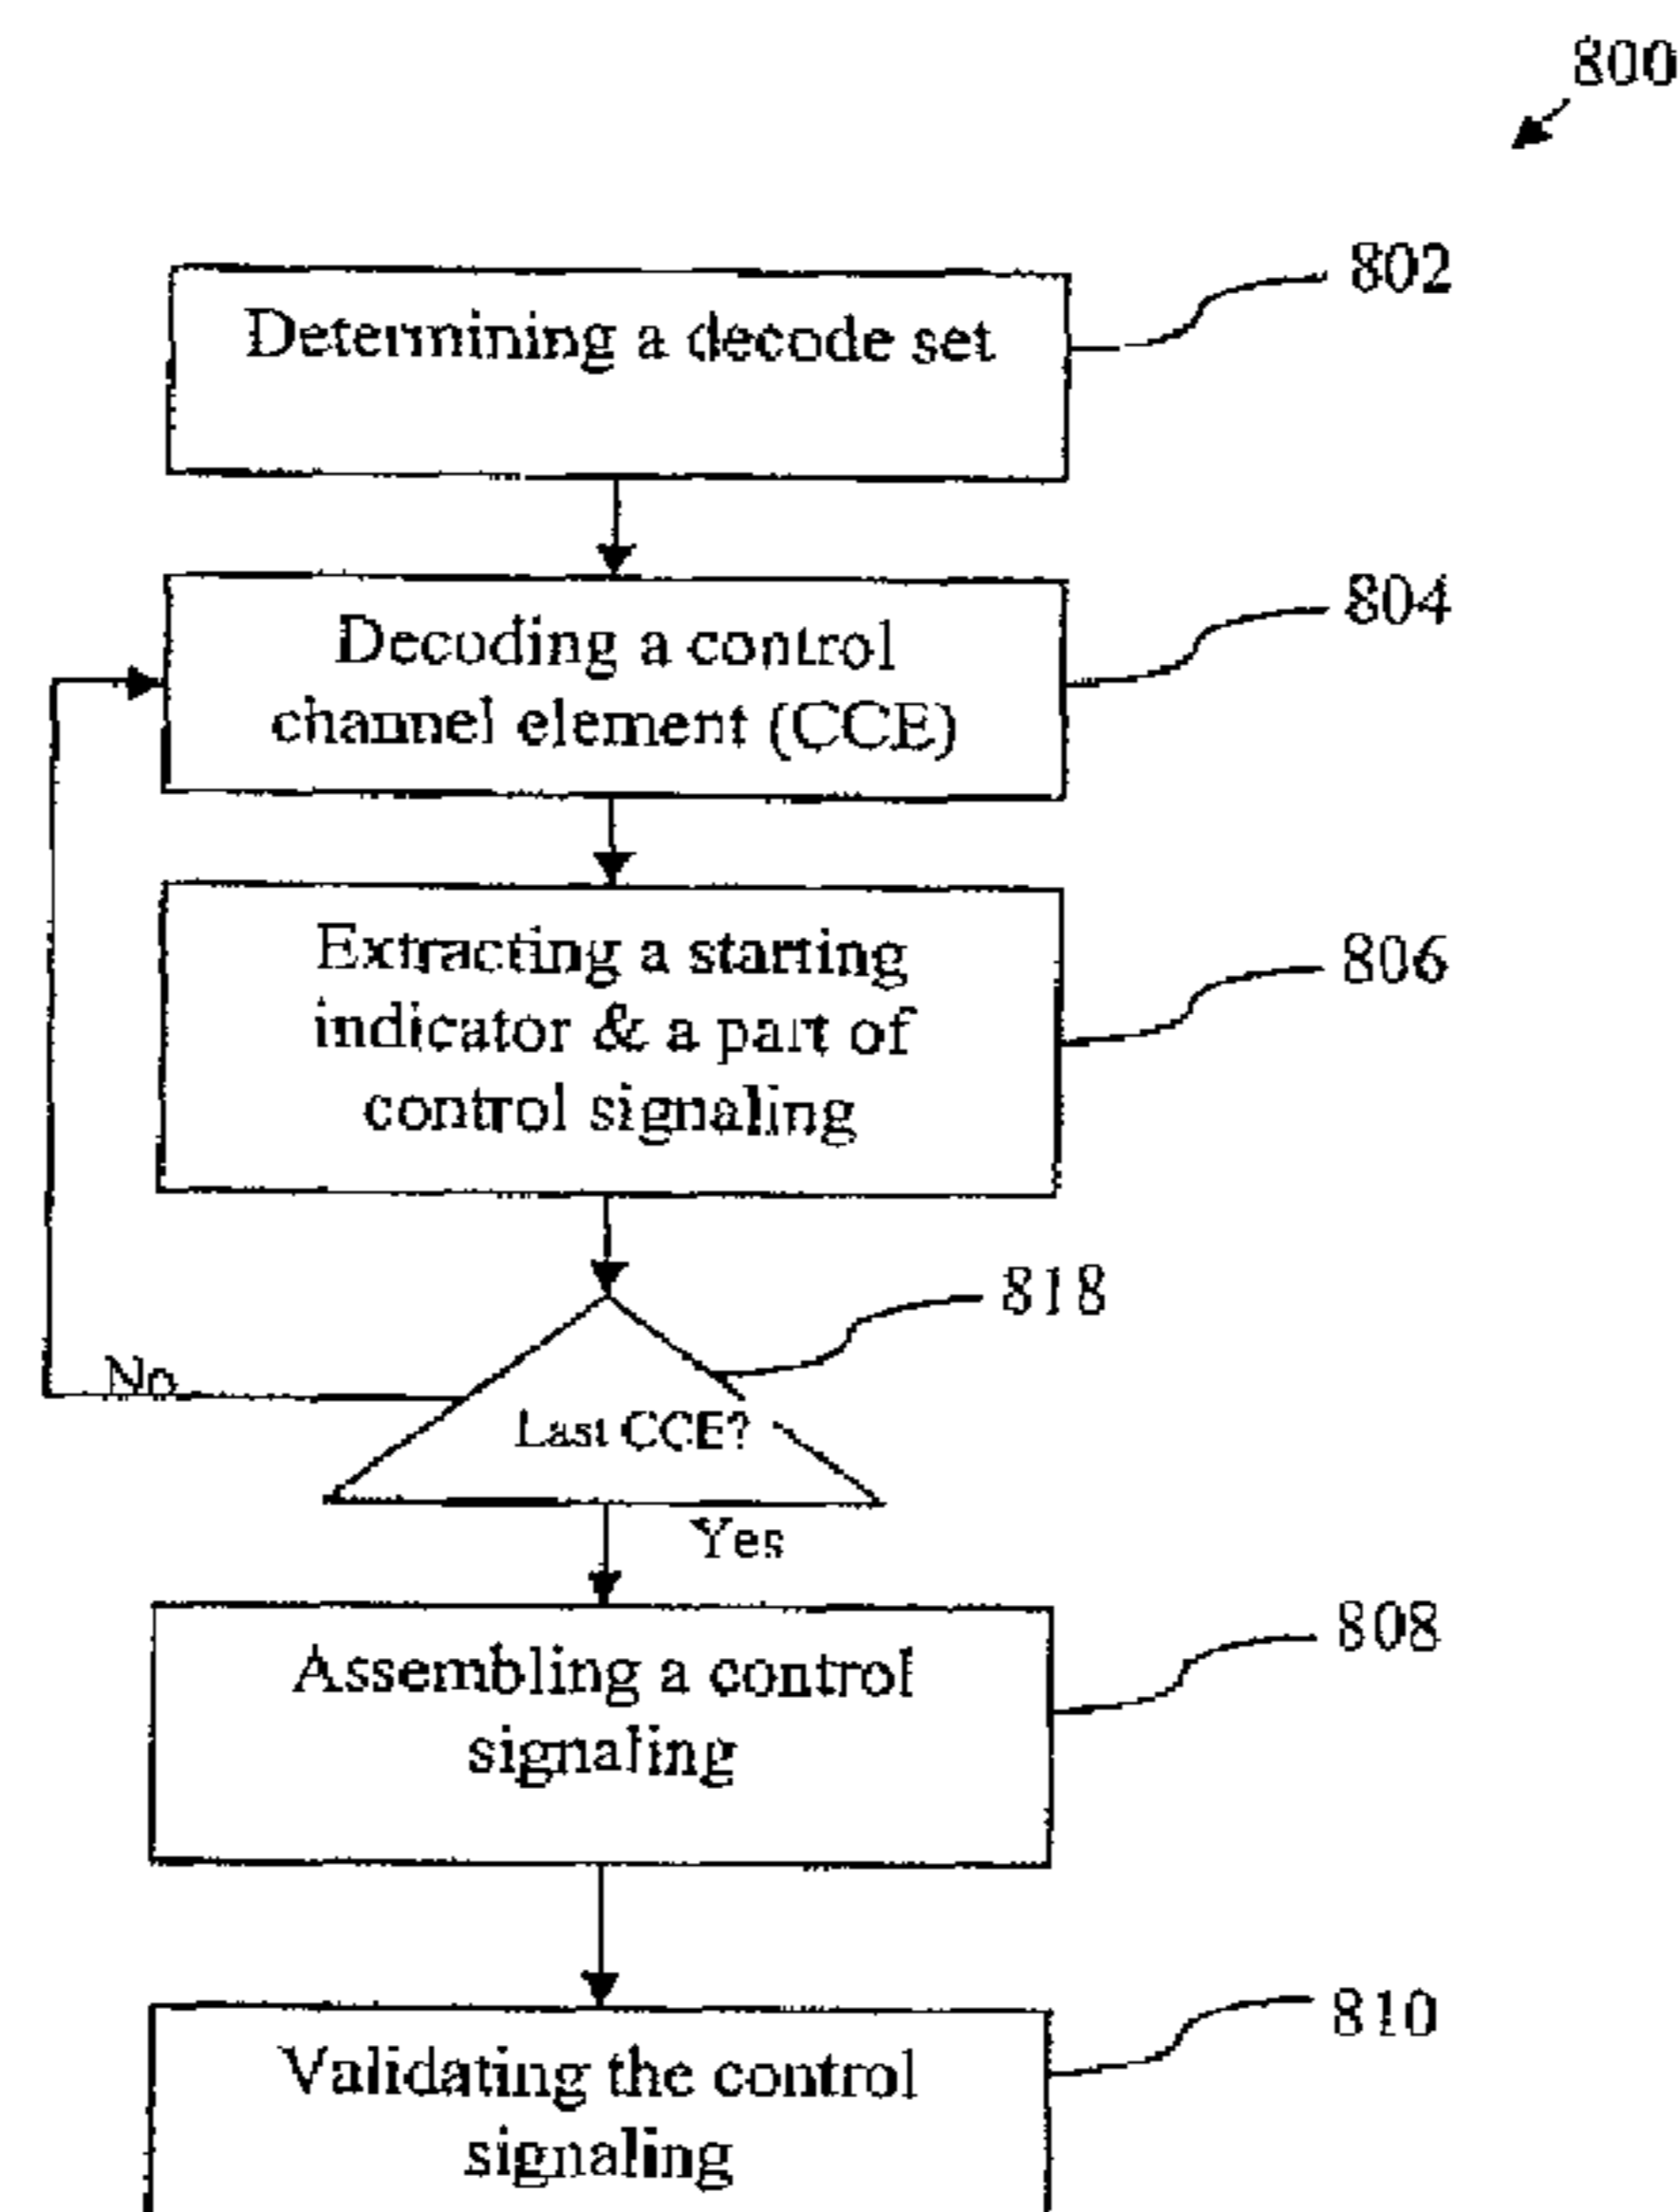 800
Determining a decode set
802
Decoding a control
channel element (CCE)
804
Extracting a starting
indicator & a part of
control signaling
806
818
No
Last CCE?
Yes
Assembling a control
signaling
808
Validating the control
signaling
810